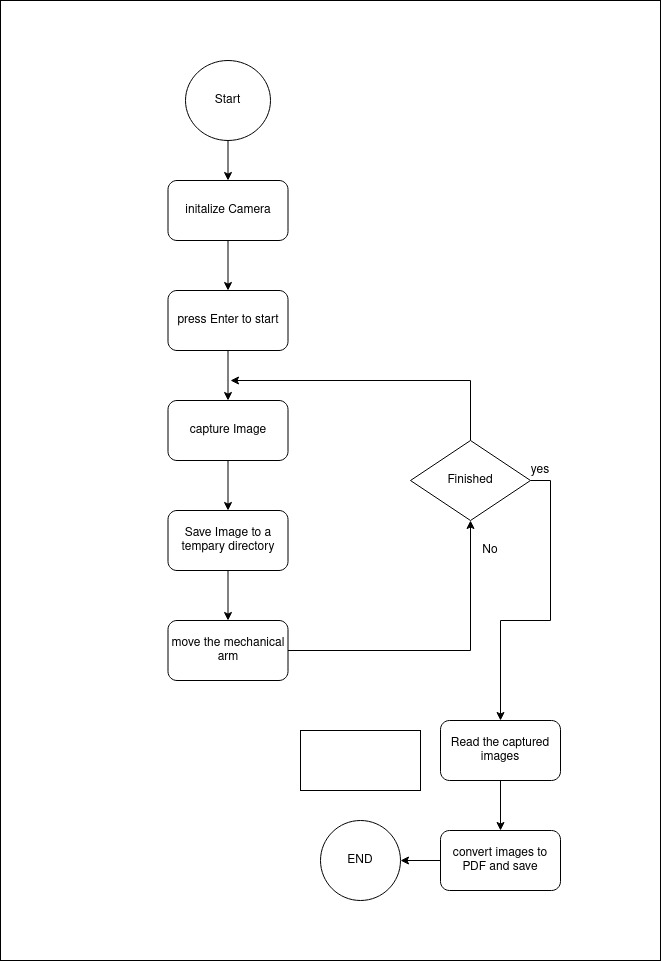 Start
initalize Camera
press Enter to start
capture Image
Finished
yes
Save Image to a
tempary directory
No
move the mechanical
arm
Read the captured
images
convert images to
PDF and save
END